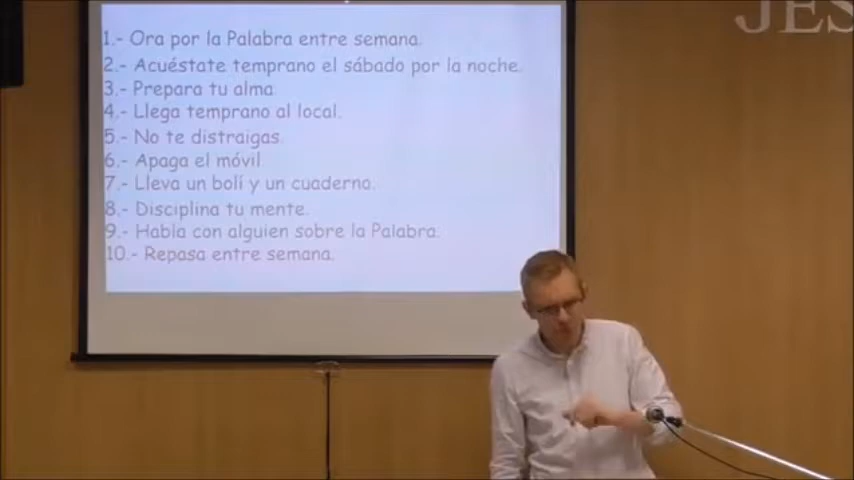 JES
1.- Ora por la Palabra entre semana.
2.- Acuéstate temprano el sábado por la noche.
3.- Prepara tu alma.
4.- Llega temprano al local.
5.- No te distraigas.
6.- Apaga el móvil
7.- Lleva un boli y un cuaderno.
8.- Disciplina tu mente.
9.- Habla con alguien sobre la Palabra.
10.- Repasa entre semana.